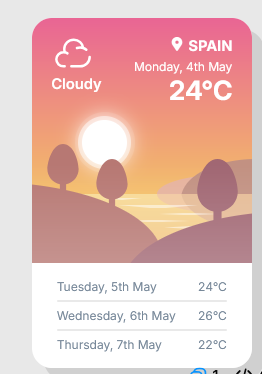 SPAIN
Monday, 4th May
Cloudy
24°C
Tuesday, 5th May 24°C
Wednesday, 6th May 26°C
Thursday, 7th May 22°C